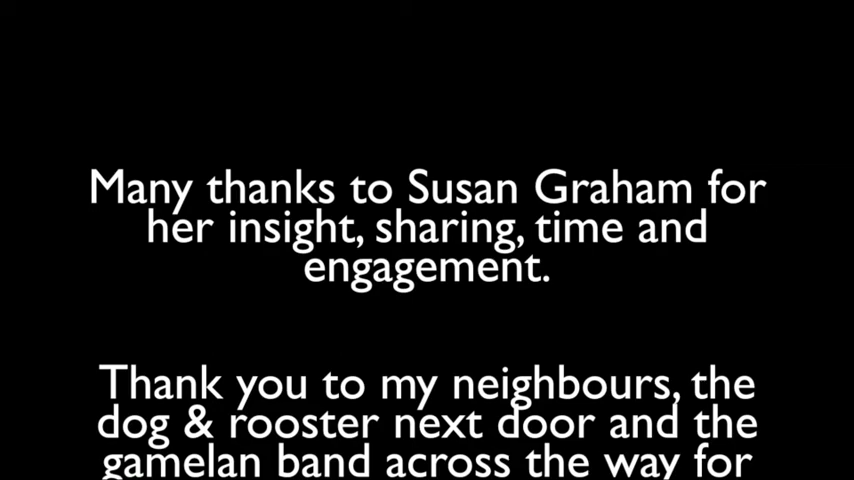 Many thanks to Susan Graham for
her insight, sharing, time and
engagement.
Thank you to my neighbours, the
dog & rooster next door and the
gamelan band across the way for